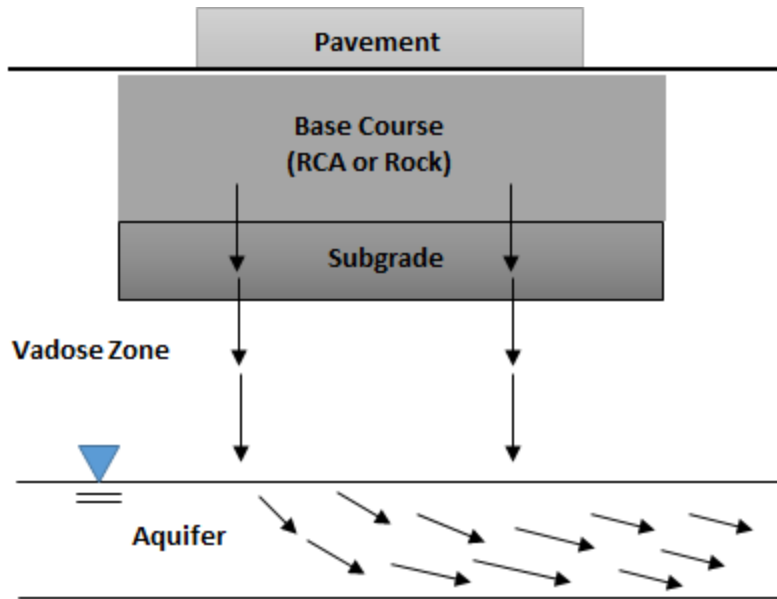 Pavement
Base Course
(RCA or Rock)
Subgrade
Vadose Zone
Aquifer